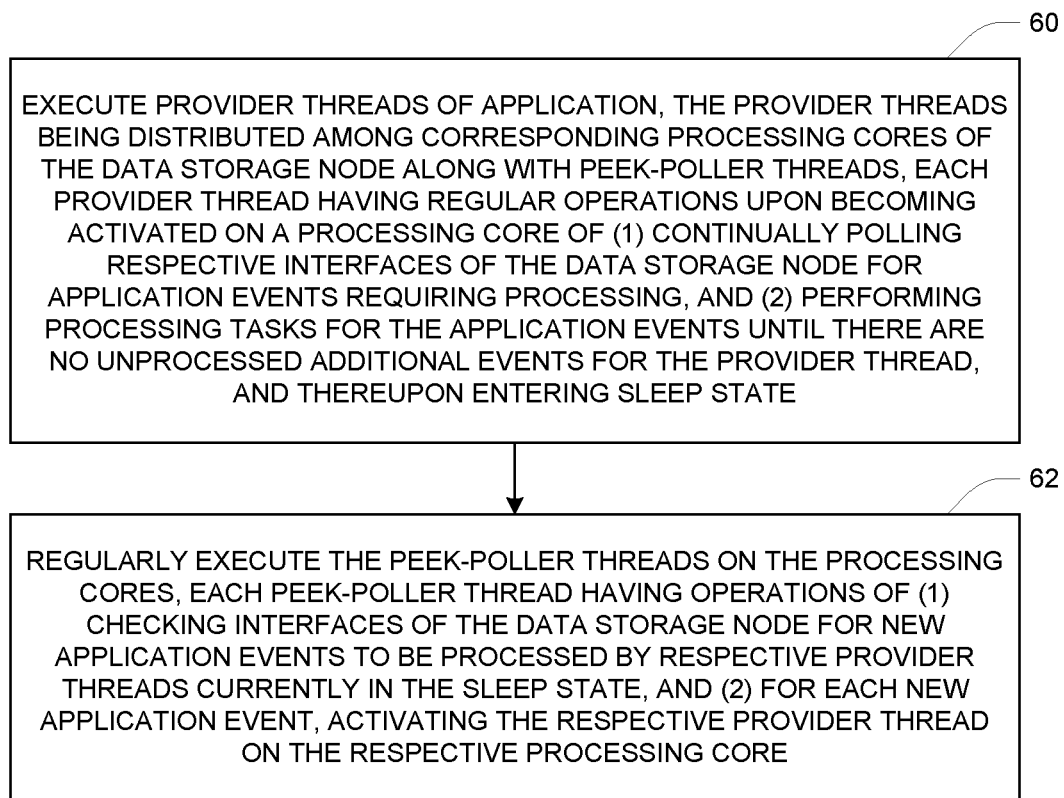 60
EXECUTE PROVIDER THREADS OF APPLICATION, THE PROVIDER THREADS
BEING DISTRIBUTED AMONG CORRESPONDING PROCESSING CORES OF
THE DATA STORAGE NODE ALONG WITH PEEK-POLLER THREADS, EACH
PROVIDER THREAD HAVING REGULAR OPERATIONS UPON BECOMING
ACTIVATED ON A PROCESSING CORE OF (1) CONTINUALLY POLLING
RESPECTIVE INTERFACES OF THE DATA STORAGE NODE FOR
APPLICATION EVENTS REQUIRING PROCESSING, AND (2) PERFORMING
PROCESSING TASKS FOR THE APPLICATION EVENTS UNTIL THERE ARE
NO UNPROCESSED ADDITIONAL EVENTS FOR THE PROVIDER THREAD,
AND THEREUPON ENTERING SLEEP STATE
62
REGULARLY EXECUTE THE PEEK-POLLER THREADS ON THE PROCESSING
CORES, EACH PEEK-POLLER THREAD HAVING OPERATIONS OF (1)
CHECKING INTERFACES OF THE DATA STORAGE NODE FOR NEW
APPLICATION EVENTS TO BE PROCESSED BY RESPECTIVE PROVIDER
THREADS CURRENTLY IN THE SLEEP STATE, AND (2) FOR EACH NEW
APPLICATION EVENT, ACTIVATING THE RESPECTIVE PROVIDER THREAD
ON THE RESPECTIVE PROCESSING CORE